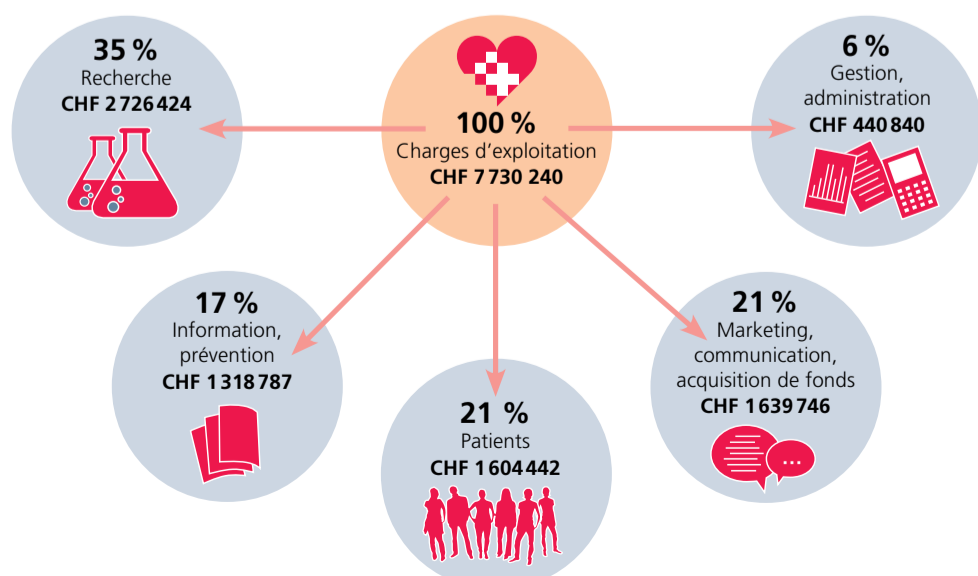 35 %
Recherche
CHF 2 726 424
100 %
Charges d’exploitation
CHF 7 730 240
6 %
Gestion,
administration
CHF 440 840
17 %
Information,
prévention
CHF 1 318 787
21 %
Patients
CHF 1 604 442
21 %
Marketing,
communication,
acquisition de fonds
CHF 1 639 746